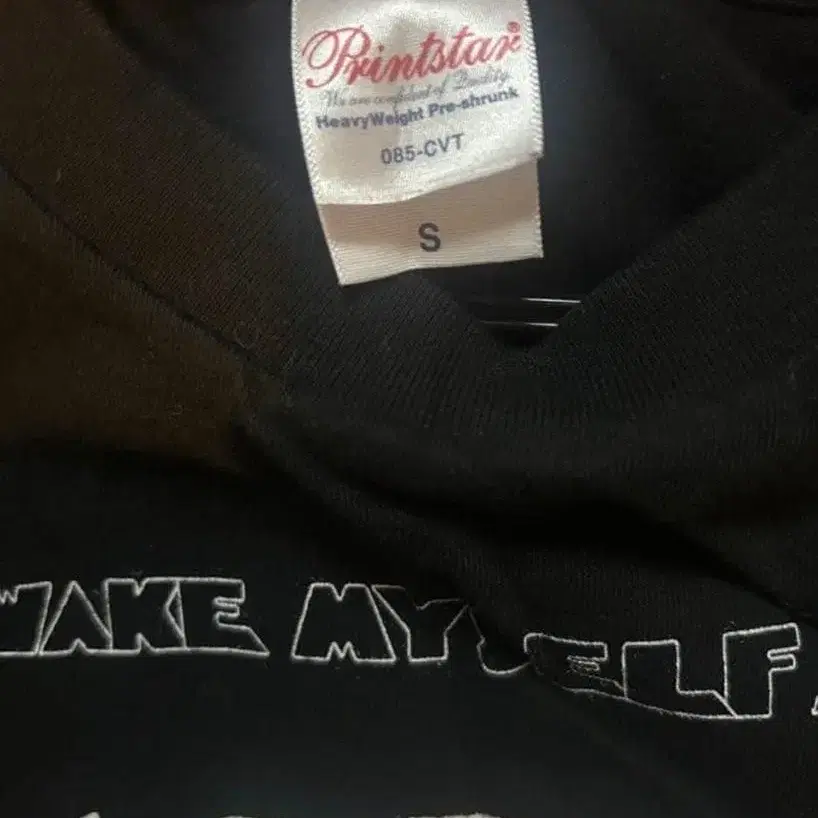 Printstar®
We are confident of Quality.
HeavyWeight Pre-shrunk
085-CVT
S
WAKE MYSELF